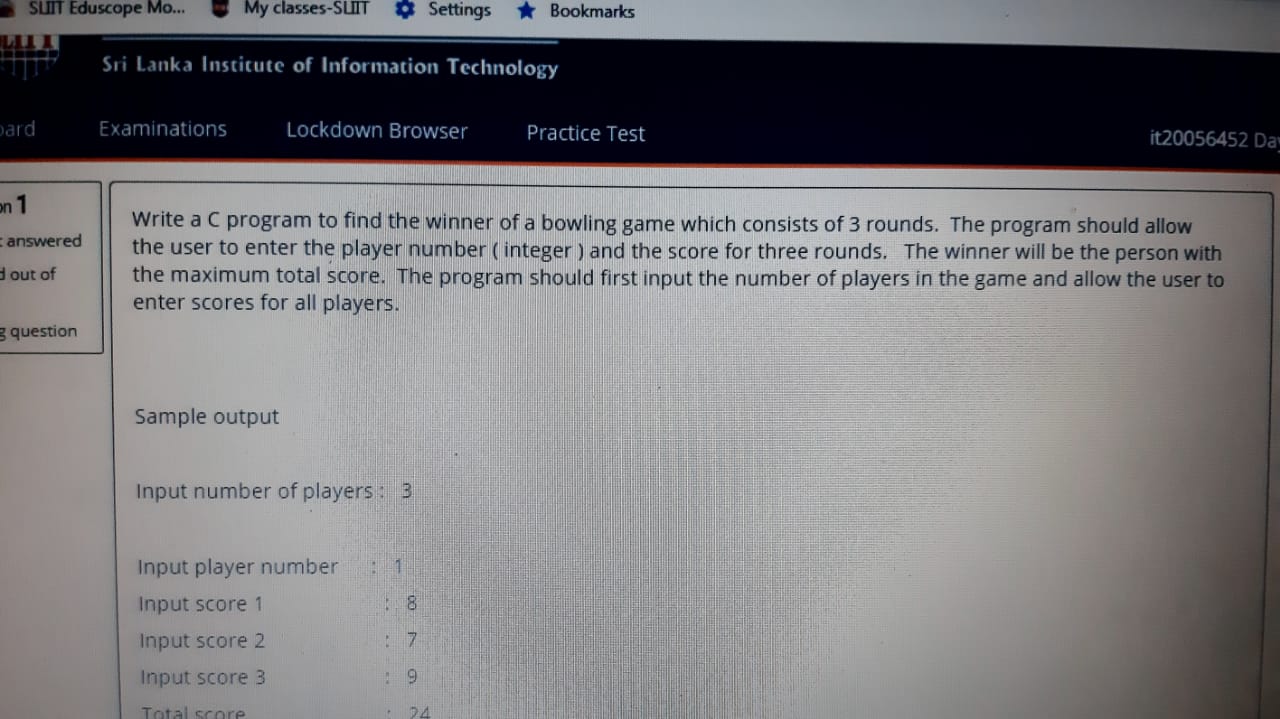 SLIIT Eduscope Mo... My classes-SLIIT Settings Bookmarks
Sri Lanka Institute of Information Technology
Examinations Lockdown Browser Practice Test
it20056452 Da
1
answered
out of
question
Write a C program to find the winner of a bowling game which consists of 3 rounds. The program should allow
the user to enter the player number ( integer ) and the score for three rounds. The winner will be the person with
the maximum total score. The program should first input the number of players in the game and allow the user to
enter scores for all players.
Sample output
Input number of players : 3
Input player number : 1
Input score 1 : 8
Input score 2 : 7
Input score 3 : 9
Total score : 24